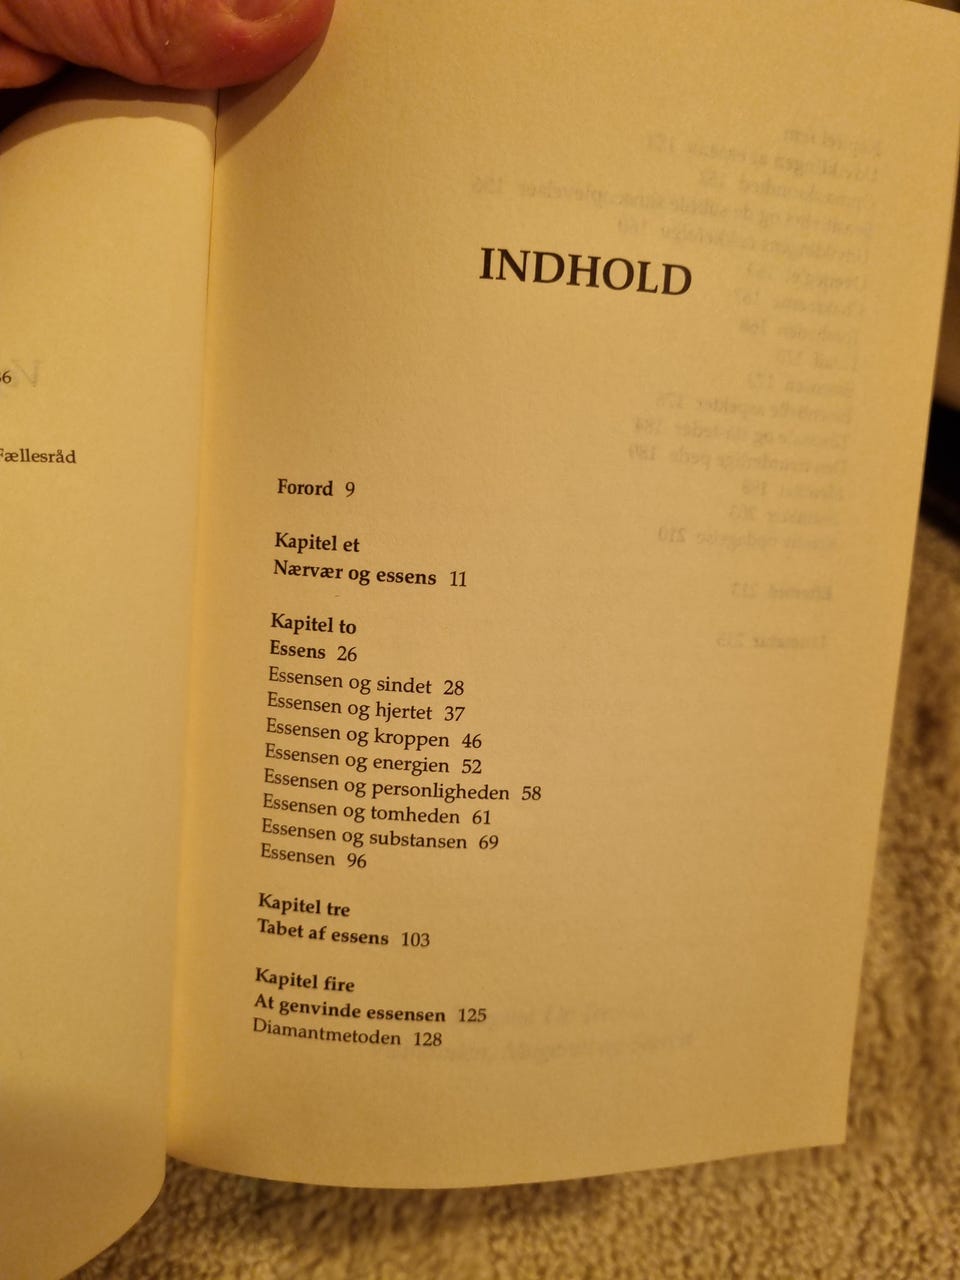 Fællesråd
INDHOLD
Forord 9
Kapitel et
Nærvær og essens 11
Kapitel to
Essens 26
Essensen og sindet 28
Essensen og hjertet 37
Essensen og kroppen 46
Essensen og energien 52
Essensen og personligheden 58
Essensen og tomheden 61
Essensen og substansen 69
Essensen 96
Kapitel tre
Tabet af essens 103
Kapitel fire
At genvinde essensen 125
Diamantmetoden 128